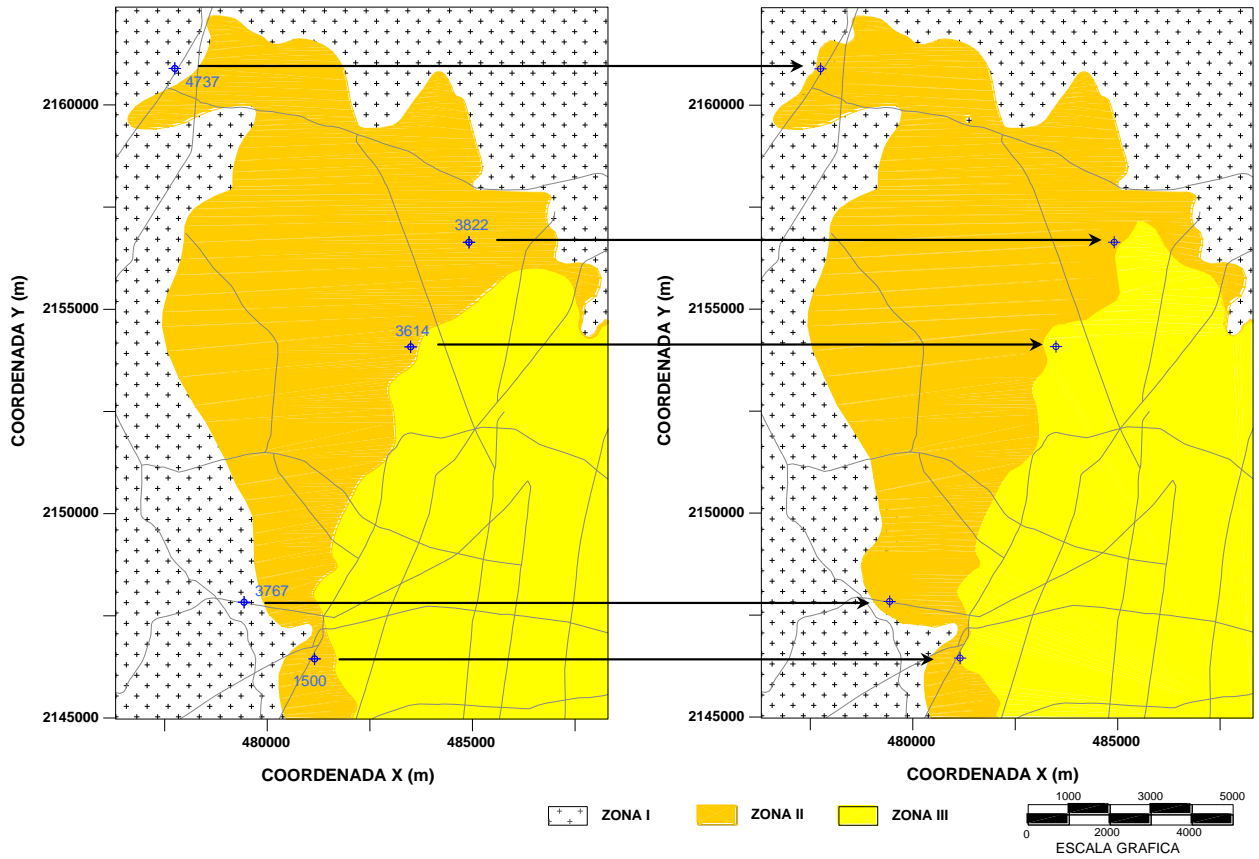 4737
3822
3614
3767
1500
2160000
2155000
2150000
2145000
COORDENADA Y (m)
480000
485000
COORDENADA X (m)
2160000
2155000
2150000
2145000
COORDENADA Y (m)
480000
485000
COORDENADA X (m)
ZONA I
ZONA II
ZONA III
1000 3000 5000
0 2000 4000
ESCALA GRAFICA